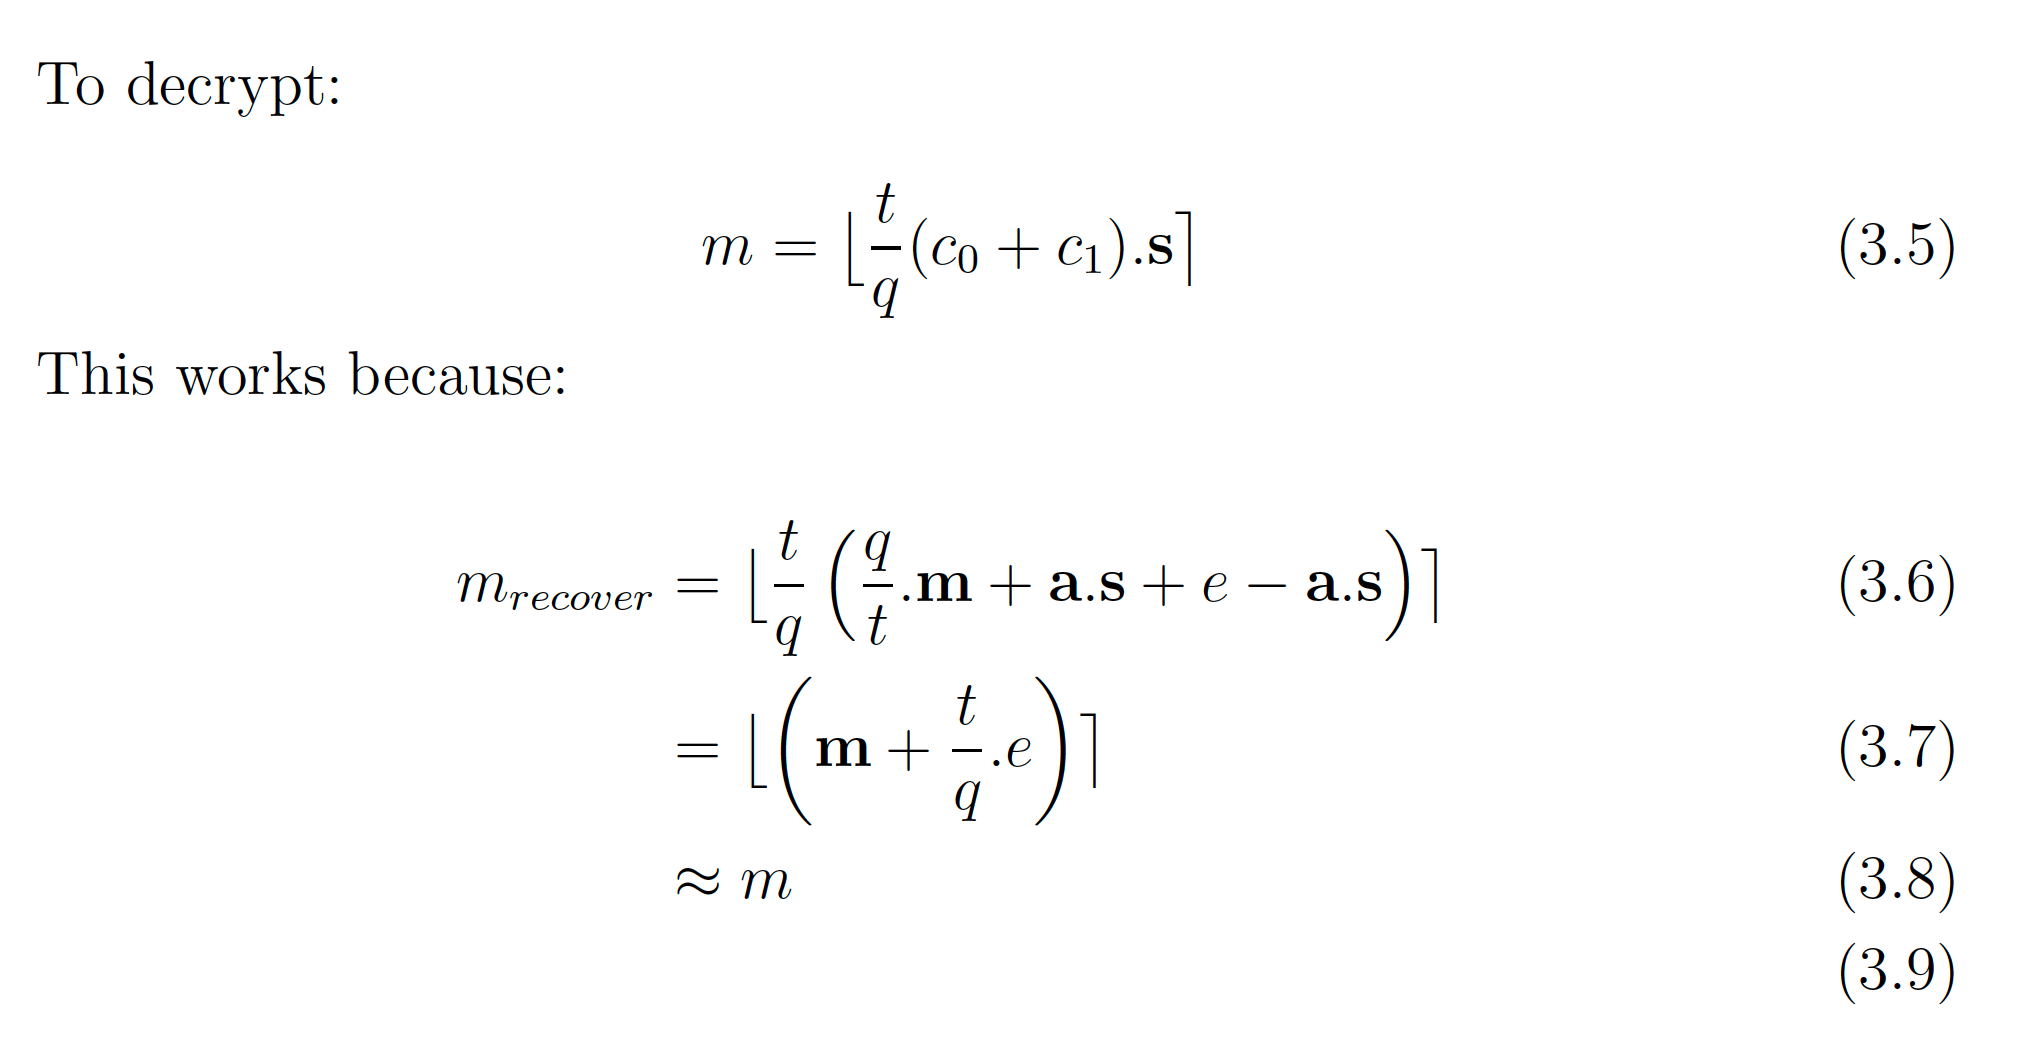 To decrypt:
m = ⌊t/q (c₀ + c₁).s⌉ (3.5)
This works because:
m_recover = ⌊t/q (q/t .m + a.s + e − a.s)⌉ (3.6)
= ⌊(m + t/q .e)⌉ (3.7)
≈ m (3.8)
(3.9)